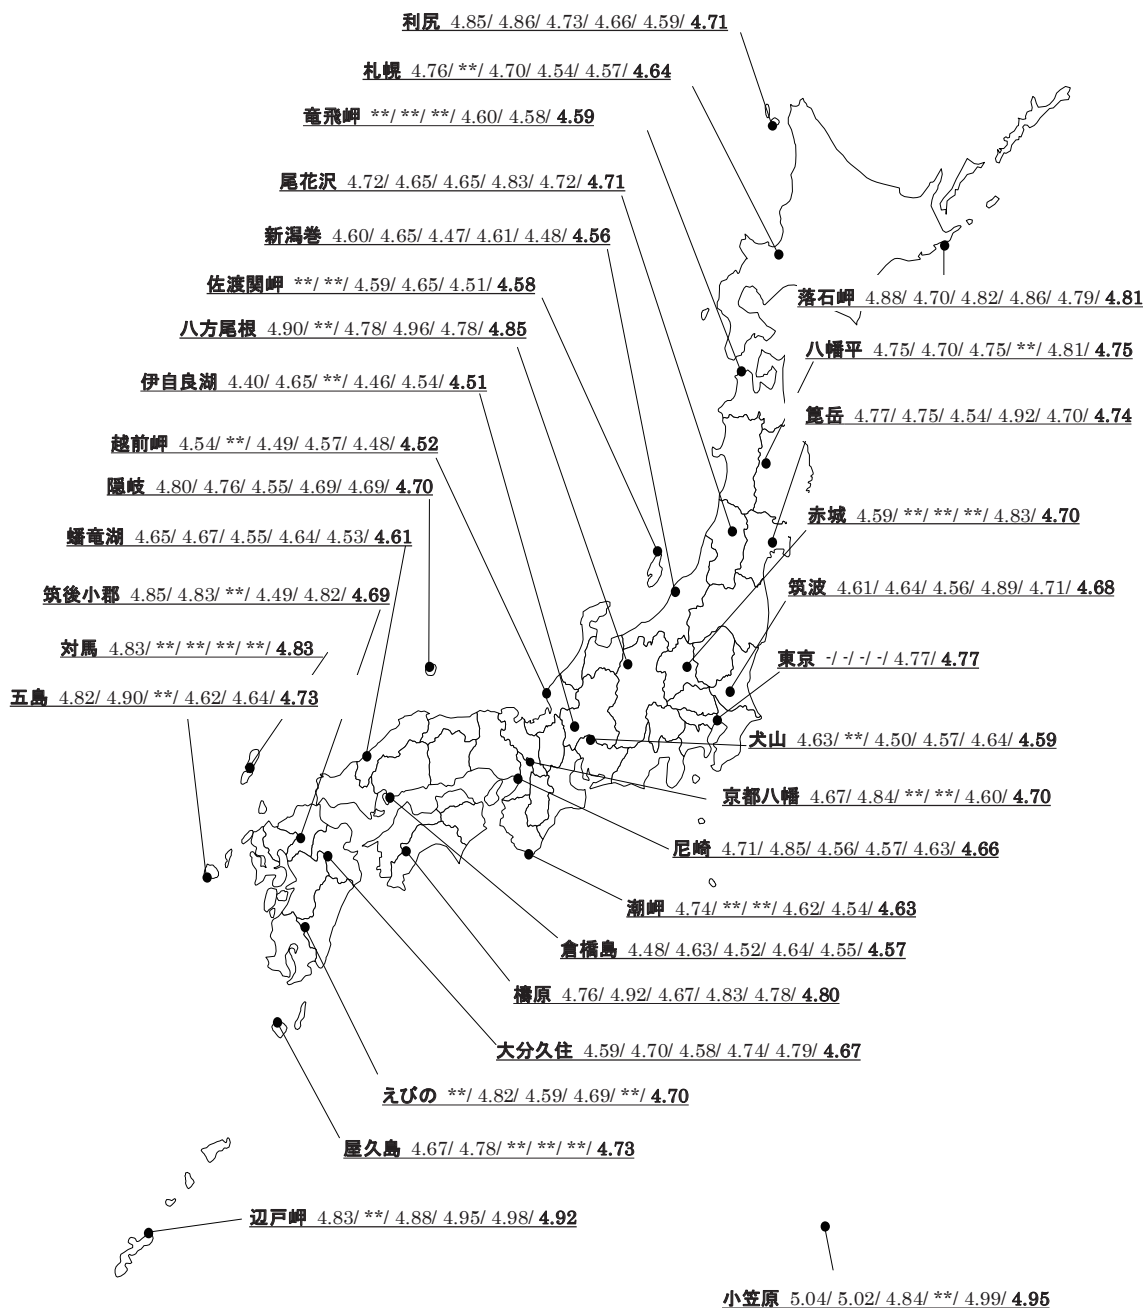 利尻 4.85/ 4.86/ 4.73/ 4.66/ 4.59/ 4.71
札幌 4.76/ **/ 4.70/ 4.54/ 4.57/ 4.64
竜飛岬 **/ **/ **/ 4.60/ 4.58/ 4.59
尾花沢 4.72/ 4.65/ 4.65/ 4.83/ 4.72/ 4.71
新潟巻 4.60/ 4.65/ 4.47/ 4.61/ 4.48/ 4.56
佐渡関岬 **/ **/ 4.59/ 4.65/ 4.51/ 4.58
八方尾根 4.90/ **/ 4.78/ 4.96/ 4.78/ 4.85
伊自良湖 4.40/ 4.65/ **/ 4.46/ 4.54/ 4.51
越前岬 4.54/ **/ 4.49/ 4.57/ 4.48/ 4.52
隠岐 4.80/ 4.76/ 4.55/ 4.69/ 4.69/ 4.70
蟠竜湖 4.65/ 4.67/ 4.55/ 4.64/ 4.53/ 4.61
筑後小郡 4.85/ 4.83/ **/ 4.49/ 4.82/ 4.69
対馬 4.83/ **/ **/ **/ **/ 4.83
五島 4.82/ 4.90/ **/ 4.62/ 4.64/ 4.73
落石岬 4.88/ 4.70/ 4.82/ 4.86/ 4.79/ 4.81
八幡平 4.75/ 4.70/ 4.75/ **/ 4.81/ 4.75
箟岳 4.77/ 4.75/ 4.54/ 4.92/ 4.70/ 4.74
赤城 4.59/ **/ **/ **/ 4.83/ 4.70
筑波 4.61/ 4.64/ 4.56/ 4.89/ 4.71/ 4.68
東京 -/ -/ -/ -/ 4.77/ 4.77
犬山 4.63/ **/ 4.50/ 4.57/ 4.64/ 4.59
京都八幡 4.67/ 4.84/ **/ **/ 4.60/ 4.70
尼崎 4.71/ 4.85/ 4.56/ 4.57/ 4.63/ 4.66
潮岬 4.74/ **/ **/ 4.62/ 4.54/ 4.63
倉橋島 4.48/ 4.63/ 4.52/ 4.64/ 4.55/ 4.57
檮原 4.76/ 4.92/ 4.67/ 4.83/ 4.78/ 4.80
大分久住 4.59/ 4.70/ 4.58/ 4.74/ 4.79/ 4.67
えびの **/ 4.82/ 4.59/ 4.69/ **/ 4.70
屋久島 4.67/ 4.78/ **/ **/ **/ 4.73
辺戸岬 4.83/ **/ 4.88/ 4.95/ 4.98/ 4.92
小笠原 5.04/ 5.02/ 4.84/ **/ 4.99/ 4.95